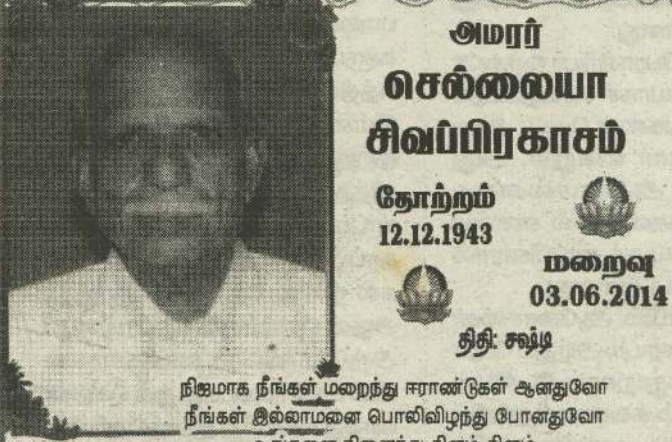 அமரர்
செல்லையா
சிவப்பிரகாசம்
தோற்றம்
12.12.1943
மறைவு
03.06.2014
திதி: சஷ்டி
நிஜமாக நீங்கள் மறைந்து ஈராண்டுகள் ஆனதுவோ
நீங்கள் இல்லாமனை பொலிவிழந்து போனதுவோ